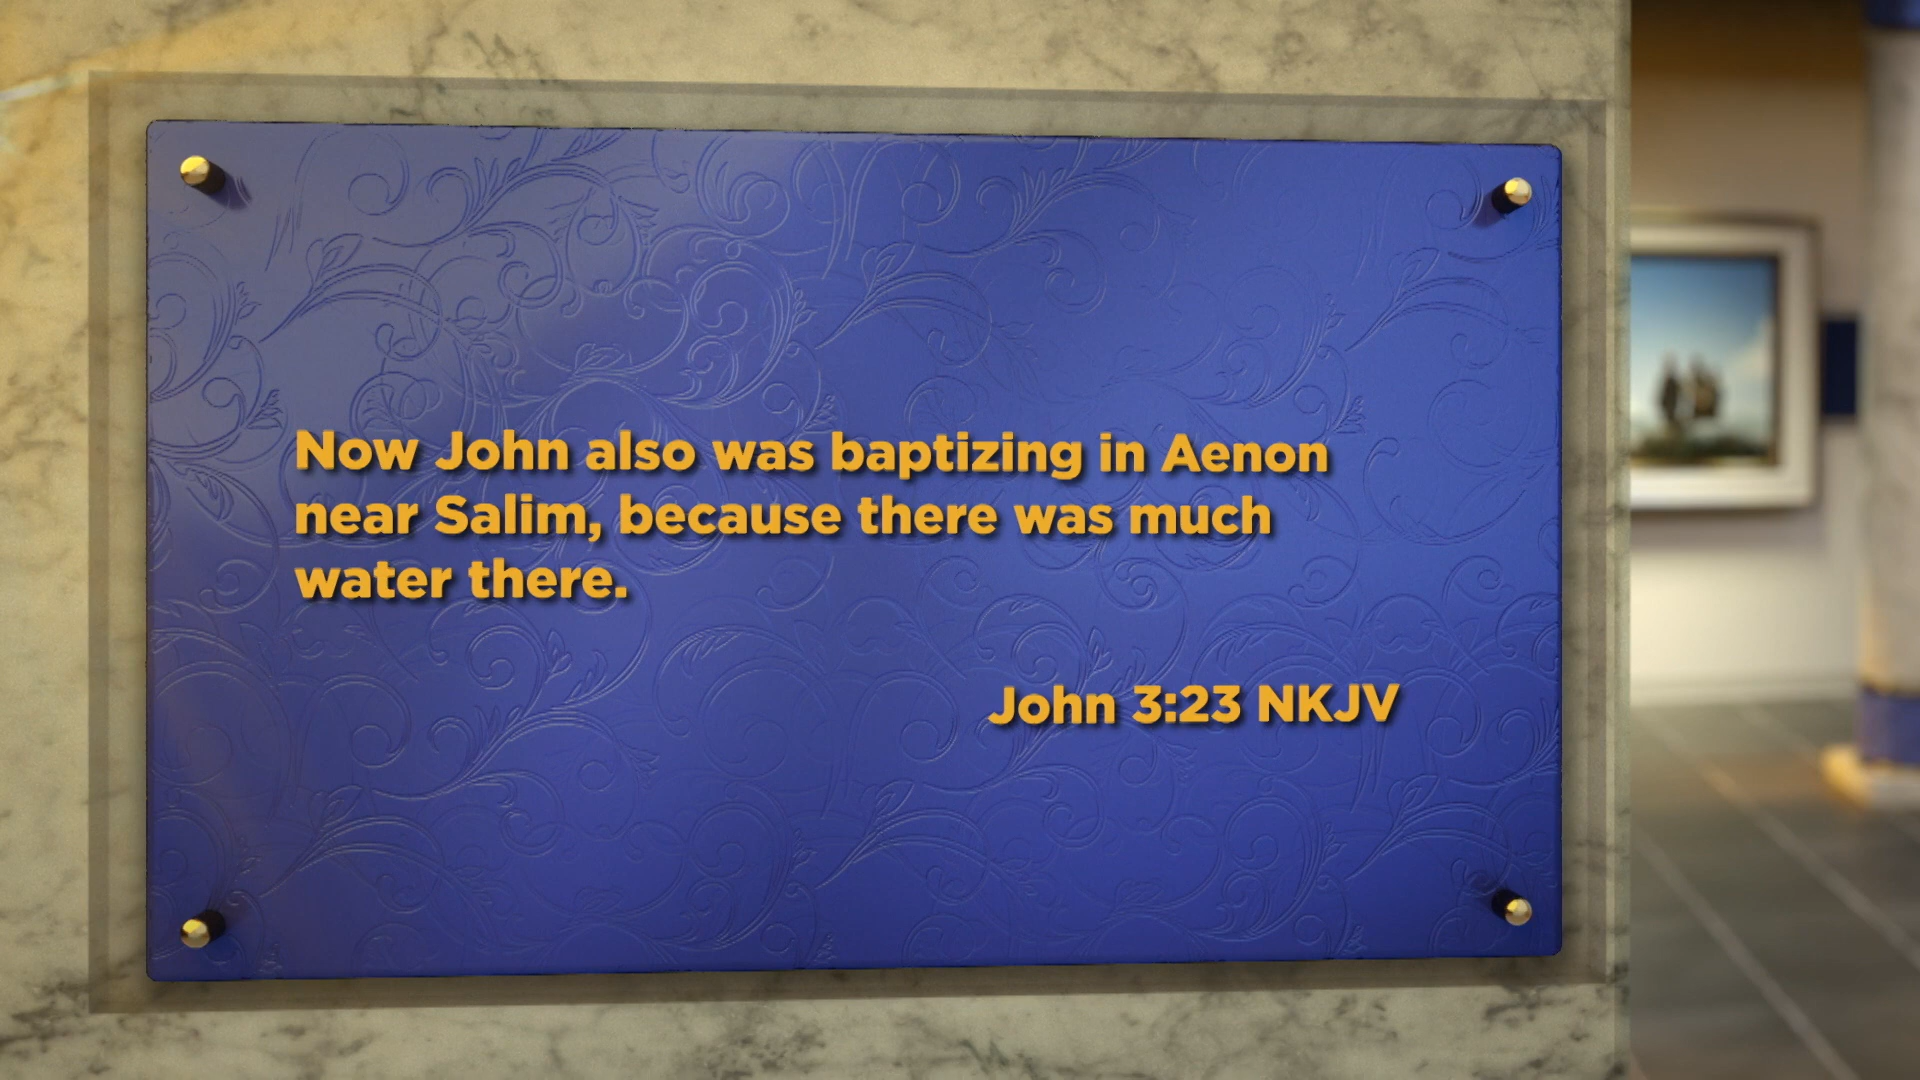 Now John also was baptizing in Aenon
near Salim, because there was much
water there.
John 3:23 NKJV